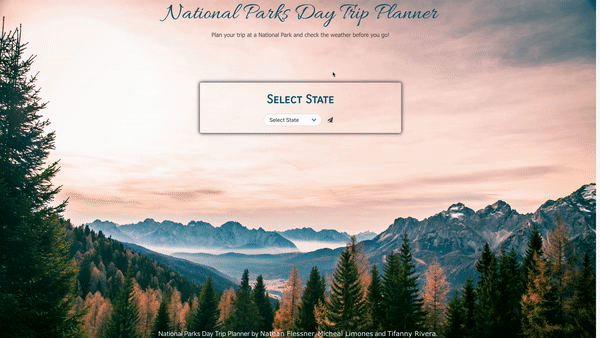 National Parks Day Trip Planner
Plan your trip at a National Park and check the weather before you go!
Select State
Select State
National Parks Day Trip Planner by Nathan Flessner, Micheal Limones and Tifanny Rivera.